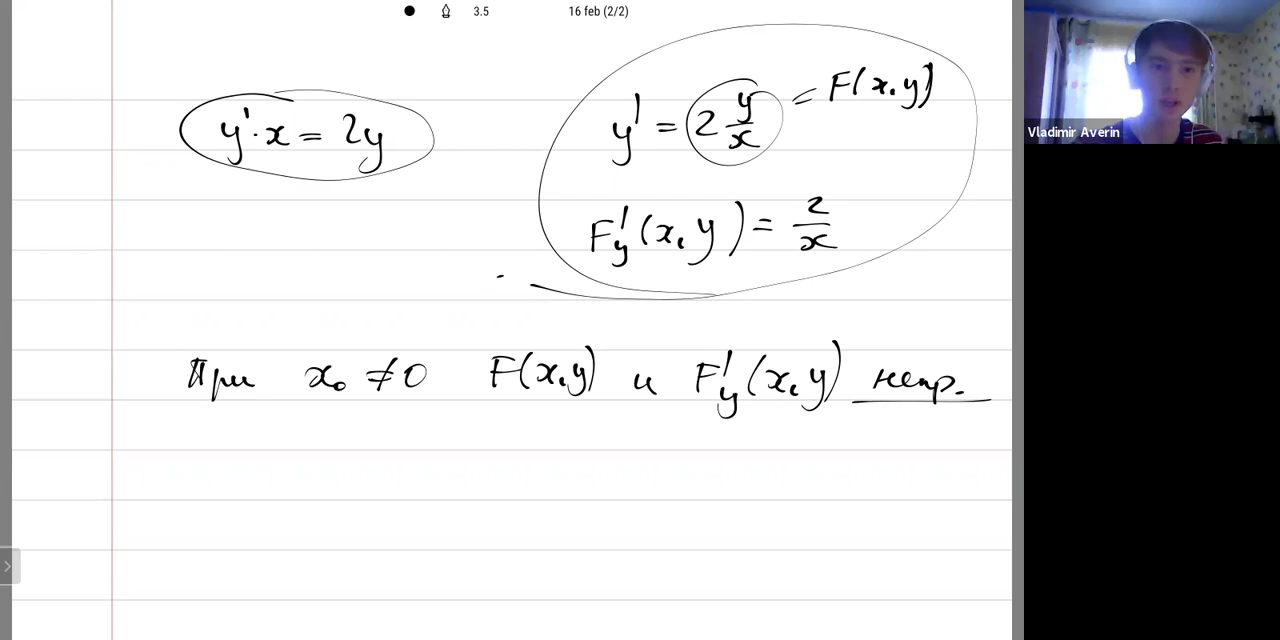 3.5 16 feb (2/2)
y' · x = 2y
y' = 2 y/x = F(x,y)
F'y(x,y) = 2/x
При x₀ ≠ 0 F(x,y) и F'y(x,y) непр.
Vladimir Averin